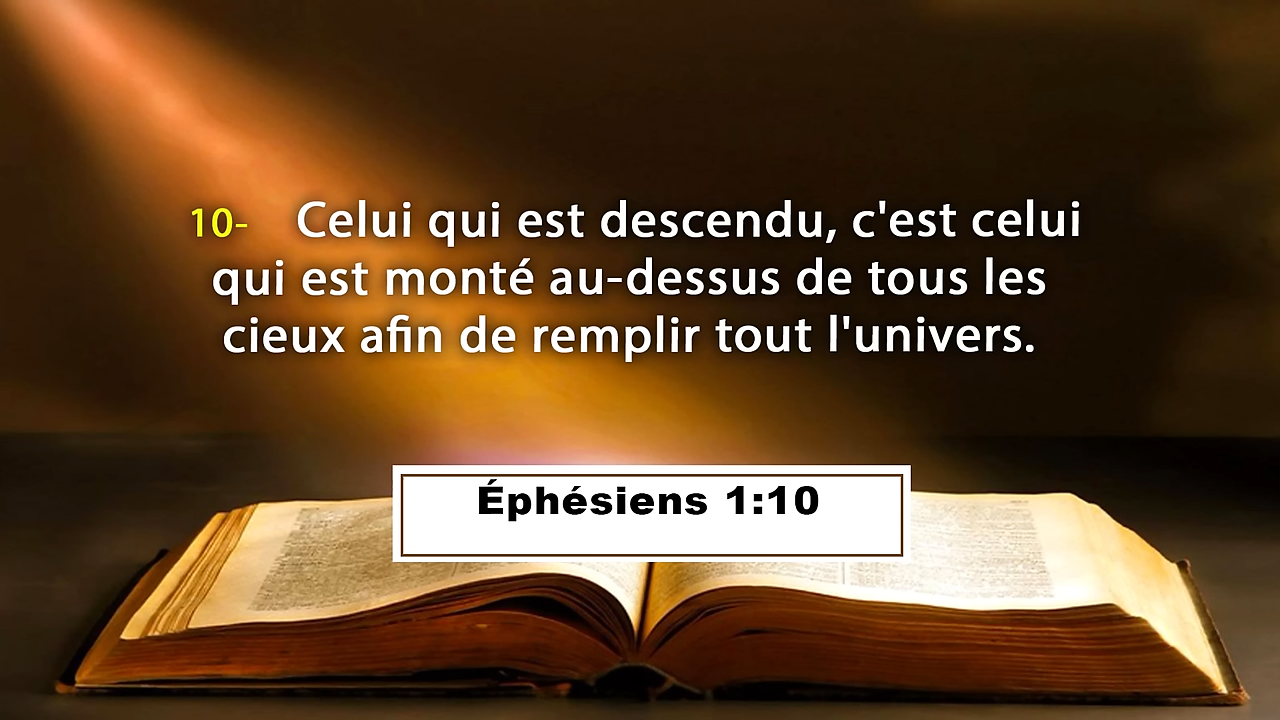 10- Celui qui est descendu, c'est celui
qui est monté au-dessus de tous les
cieux afin de remplir tout l'univers.
Éphésiens 1:10